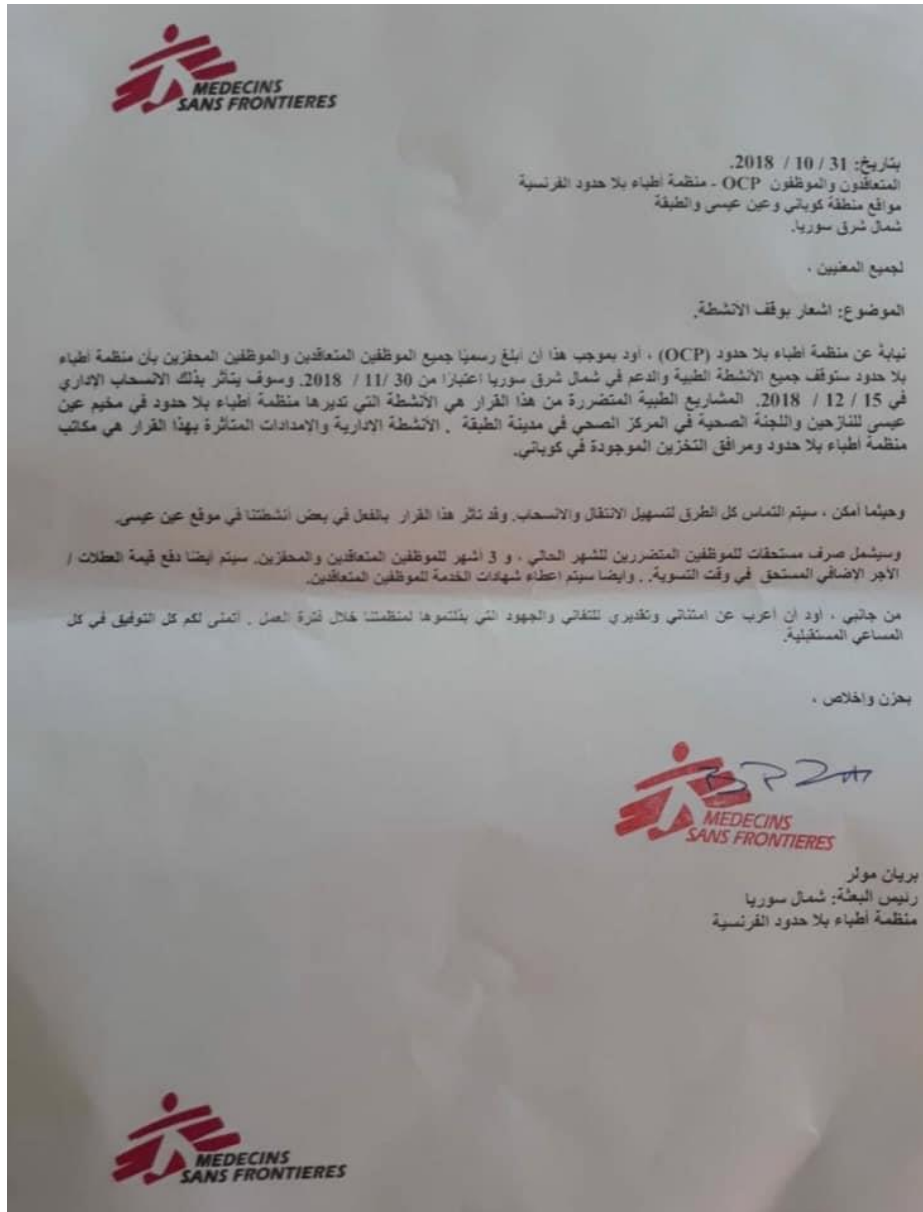 MEDECINS
SANS FRONTIERES
بتاريخ: 31 / 10 / 2018.
المتعاقدون والموظفون OCP - منظمة أطباء بلا حدود الفرنسية
مواقع منطقة كوباني وعين عيسى والطبقة
شمال شرق سوريا.
لجميع المعنيين ،
الموضوع: اشعار بوقف الأنشطة.
نيابة عن منظمة أطباء بلا حدود (OCP) ، أود بموجب هذا أن أبلغ رسميًا جميع الموظفين المتعاقدين والموظفين المحفزين بأن منظمة أطباء
بلا حدود ستوقف جميع الأنشطة الطبية والدعم في شمال شرق سوريا اعتبارًا من 30 /11 / 2018. وسوف يتأثر بذلك الانسحاب الإداري
في 15 / 12 / 2018. المشاريع الطبية المتضررة من هذا القرار هي الأنشطة التي تديرها منظمة أطباء بلا حدود في مخيم عين
عيسى للنازحين واللجنة الصحية في المركز الصحي في مدينة الطبقة . الأنشطة الإدارية والإمدادات المتأثرة بهذا القرار هي مكاتب
منظمة أطباء بلا حدود ومرافق التخزين الموجودة في كوباني.
وحيثما أمكن ، سيتم التماس كل الطرق لتسهيل الانتقال والانسحاب. وقد تاثر هذا القرار بالفعل في بعض أنشطتنا في موقع عين عيسى.
وسيشمل صرف مستحقات للموظفين المتضررين للشهر الحالي ، و 3 أشهر للموظفين المتعاقدين والمحفزين. سيتم ايضا دفع قيمة العطلات /
الأجر الاضافي المستحق في وقت التسوية. . وايضا سيتم اعطاء شهادات الخدمة للموظفين المتعاقدين.
من جانبي ، أود أن أعرب عن امتناني وتقديري للتفاني والجهود التي بذلتموها لمنظمتنا خلال فترة العمل . أتمنى لكم كل التوفيق في كل
المساعي المستقبلية.
بحزن وإخلاص ،
MEDECINS
SANS FRONTIERES
بريان مولر
رئيس البعثة: شمال سوريا
منظمة أطباء بلا حدود الفرنسية
MEDECINS
SANS FRONTIERES